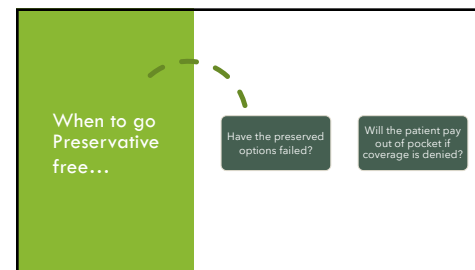 When to go
Preservative
free…
Have the preserved
options failed?
Will the patient pay
out of pocket if
coverage is denied?